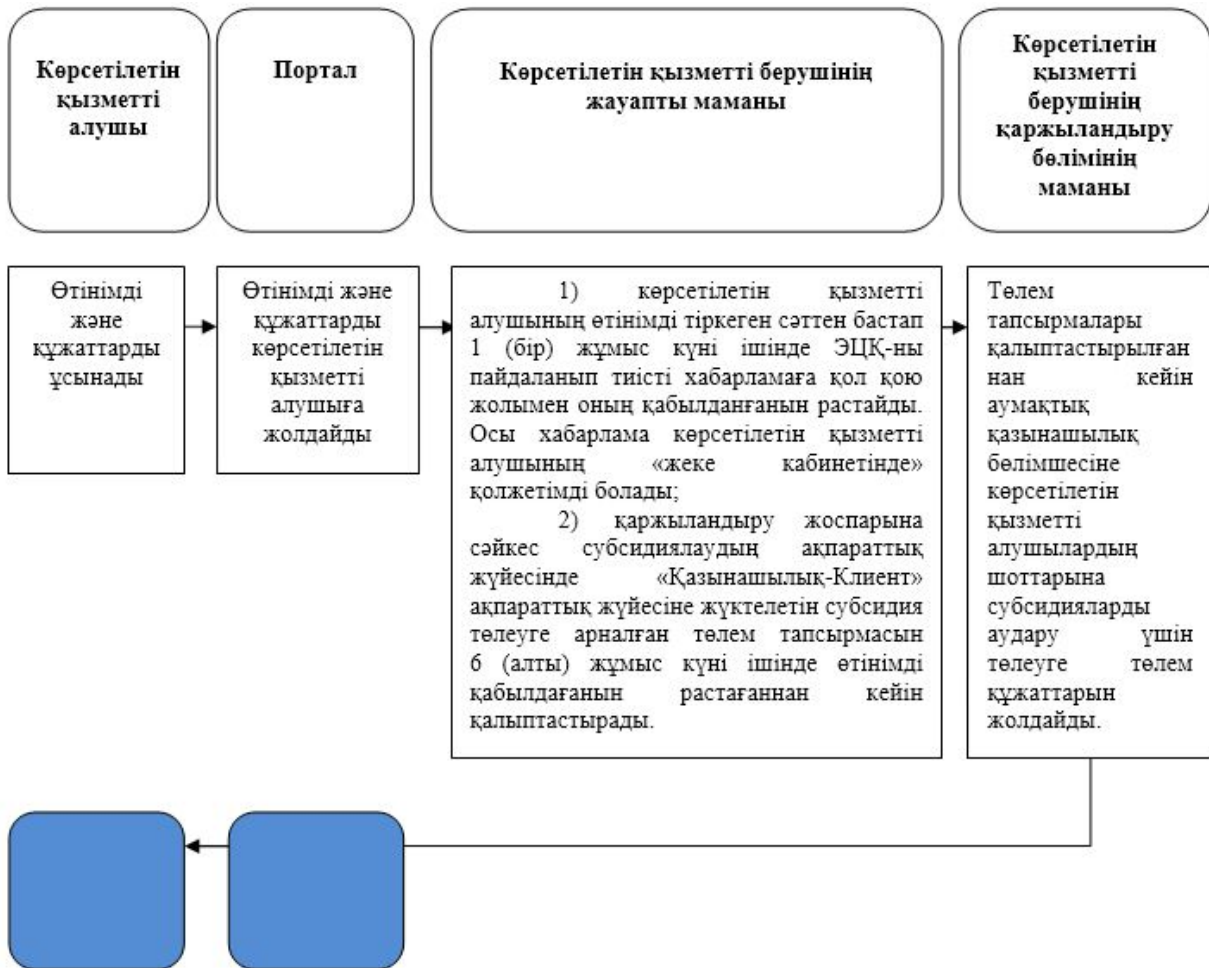 Көрсетілетін
қызметті
алушы
Портал
Көрсетілетін қызметті берушінің
жауапты маманы
Көрсетілетін
қызметті
берушінің
қаржыландыру
бөлімінің
маманы
Өтінімді
және
құжаттарды
ұсынады
Өтінімді және
құжаттарды
көрсетілетін
қызметті
алушыға
жолдайды
1) көрсетілетін қызметті
алушының өтінімді тіркеген сәттен бастап
1 (бір) жұмыс күні ішінде ЭЦҚ-ны
пайдаланып тиісті хабарламаға қол қою
жолымен оның қабылданғанын растайды.
Осы хабарлама көрсетілетін қызметті
алушының «жеке кабинетінде»
қолжетімді болады;
2) қаржыландыру жоспарына
сәйкес субсидиялаудың ақпараттық
жүйесінде «Қазынашылық-Клиент»
ақпараттық жүйесіне жүктелетін субсидия
төлеуге арналған төлем тапсырмасын
6 (алты) жұмыс күні ішінде өтінімді
қабылдағанын растағаннан кейін
қалыптастырады.
Төлем
тапсырмалары
қалыптастырылған
нан кейін
аумақтық
қазынашылық
бөлімшесіне
көрсетілетін
қызметті
алушылардың
шоттарына
субсидияларды
аудару үшін
төлеуге төлем
құжаттарын
жолдайды.